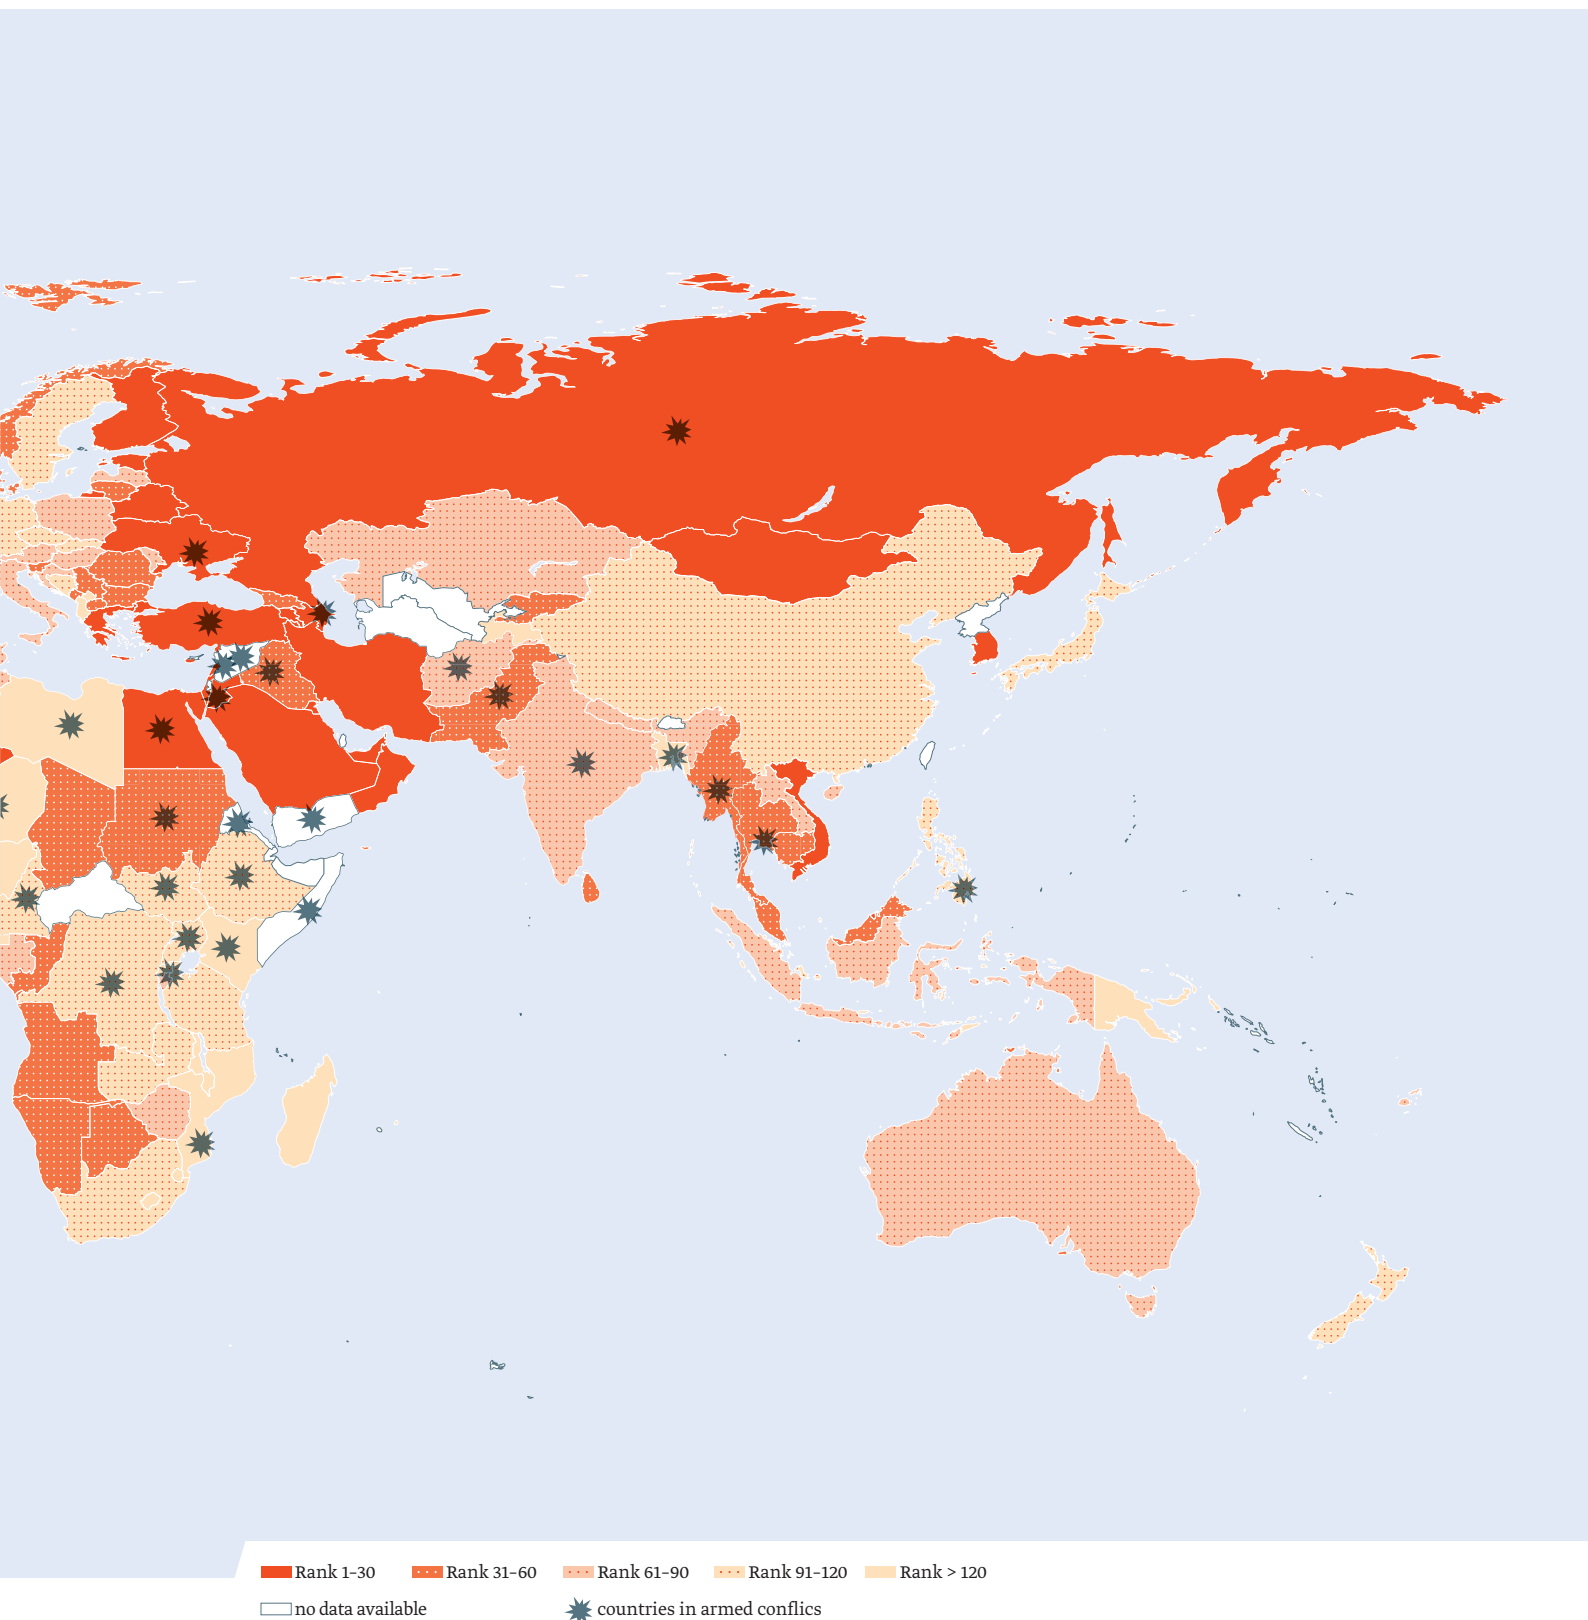 Rank 1–30 Rank 31–60 Rank 61–90 Rank 91–120 Rank > 120
no data available countries in armed conflics